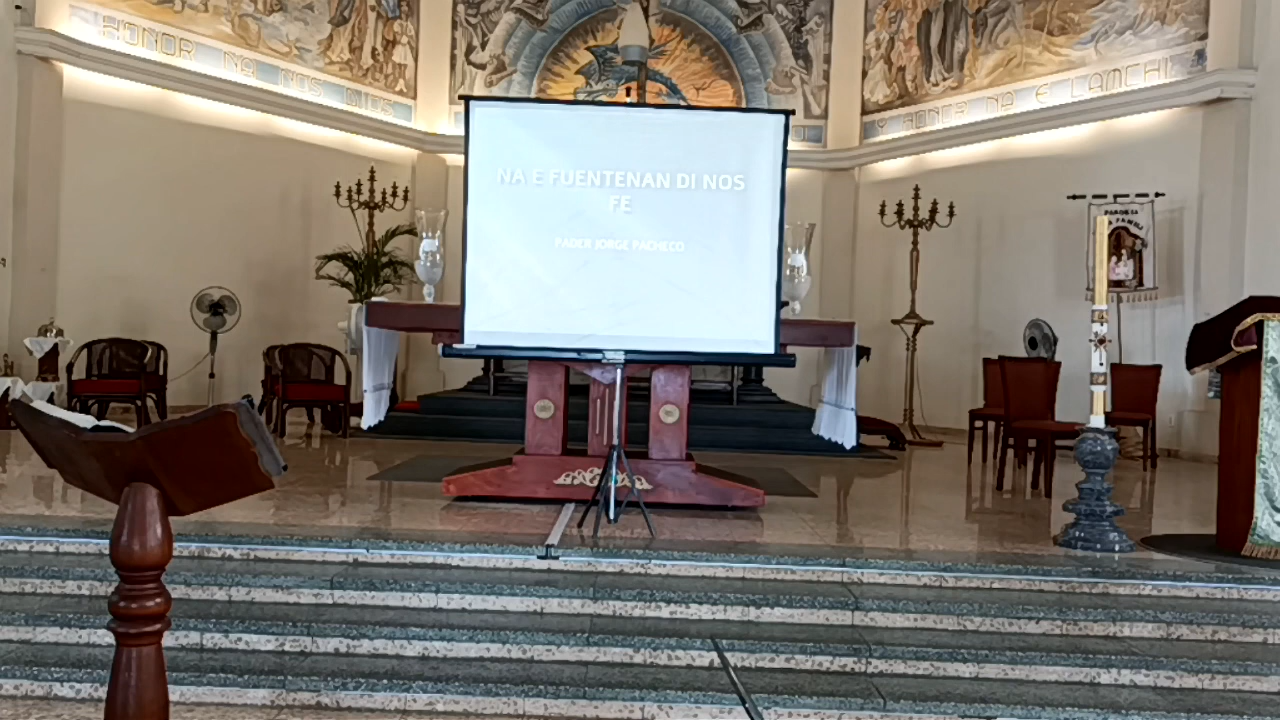 HONOR NA NOS DIOS
Y HONOR NA E LAMCHI
NA E FUENTENAN DI NOS
FE
PADER JORGE PACHECO